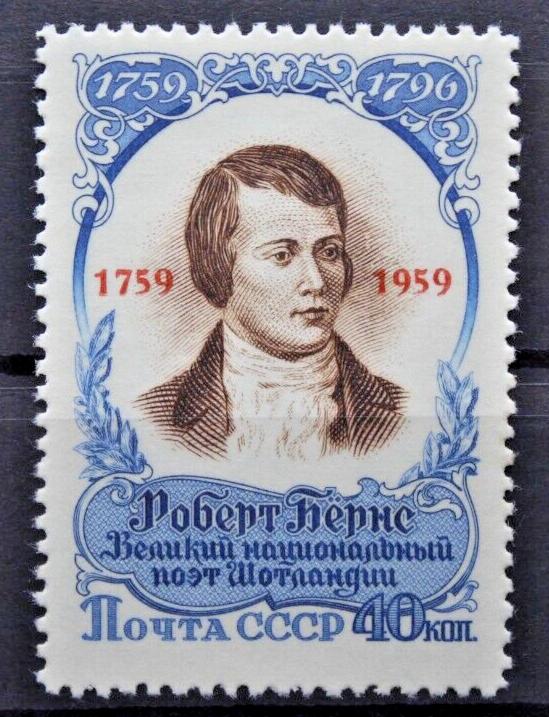 1759 1796
1759 1959
Роберт Бёрнс
Великий национальный
поэт Шотландии
ПОЧТА СССР 40 КОП.